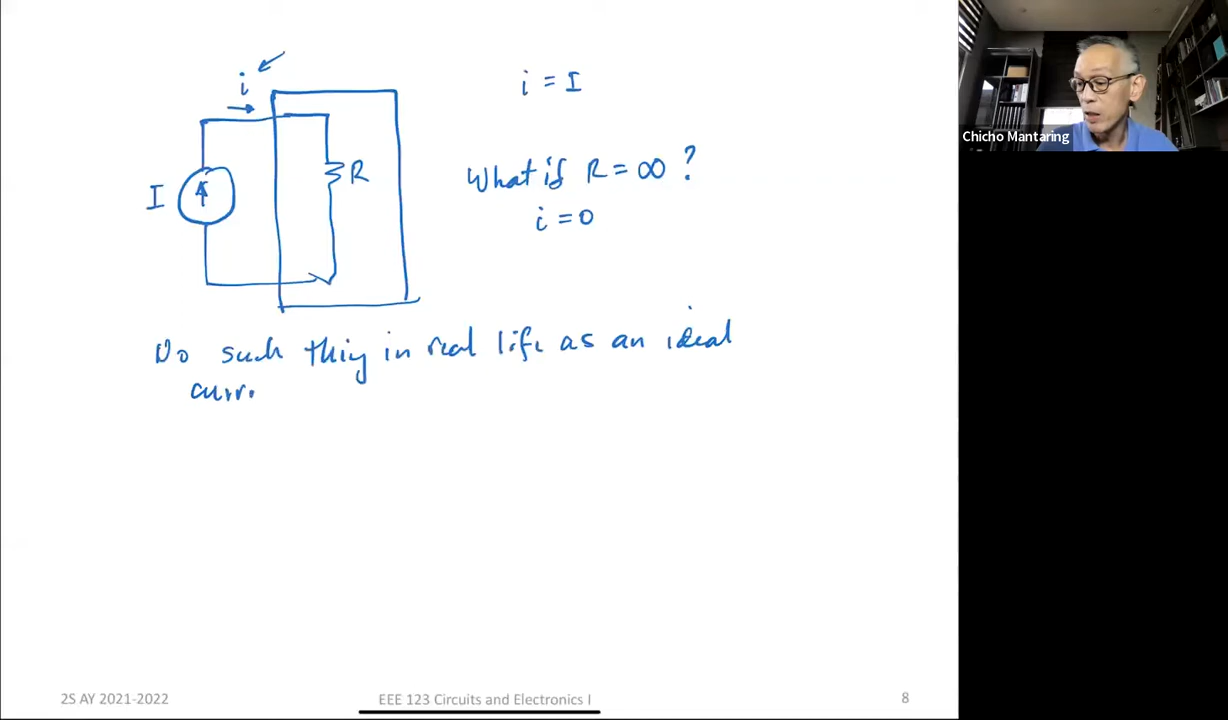 i
i = I
I
R
What if R = ∞ ?
i = 0
No such thing in real life as an ideal
curr
2S AY 2021-2022
EEE 123 Circuits and Electronics I
8
Chicho Mantaring